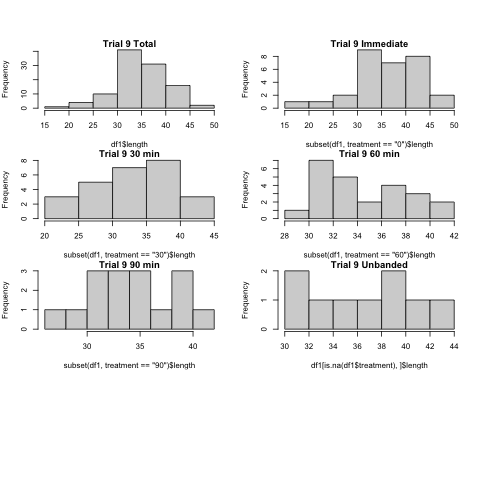 Trial 9 Total
Frequency
0 10 30
15 20 25 30 35 40 45 50
df1$length
Trial 9 Immediate
Frequency
0 2 4 6 8
15 20 25 30 35 40 45 50
subset(df1, treatment == "0")$length
Trial 9 30 min
Frequency
0 2 4 6 8
20 25 30 35 40 45
subset(df1, treatment == "30")$length
Trial 9 60 min
Frequency
0 2 4 6
28 30 32 34 36 38 40 42
subset(df1, treatment == "60")$length
Trial 9 90 min
Frequency
0 1 2 3
30 35 40
subset(df1, treatment == "90")$length
Trial 9 Unbanded
Frequency
0 1 2
30 32 34 36 38 40 42 44
df1[is.na(df1$treatment), ]$length